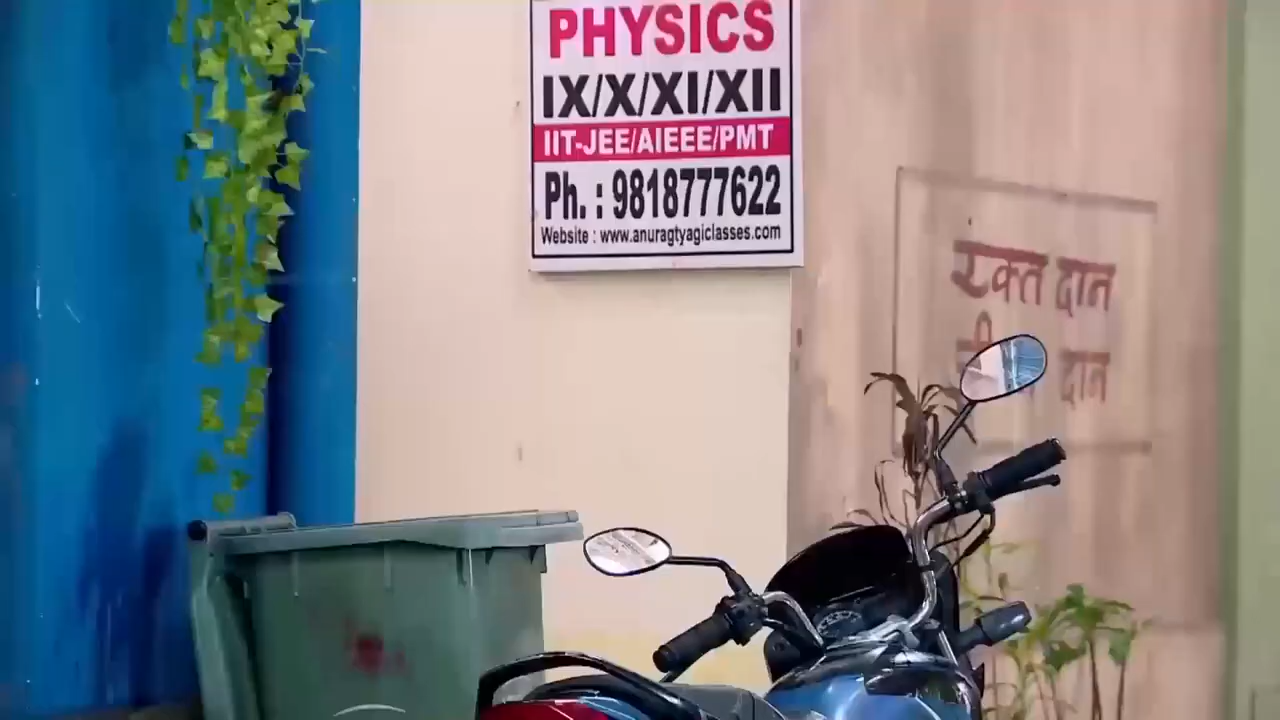 PHYSICS
IX/X/XI/XII
IIT-JEE/AIEEE/PMT
Ph. : 9818777622
Website : www.anuragtyagiclasses.com
रक्त दान
दान